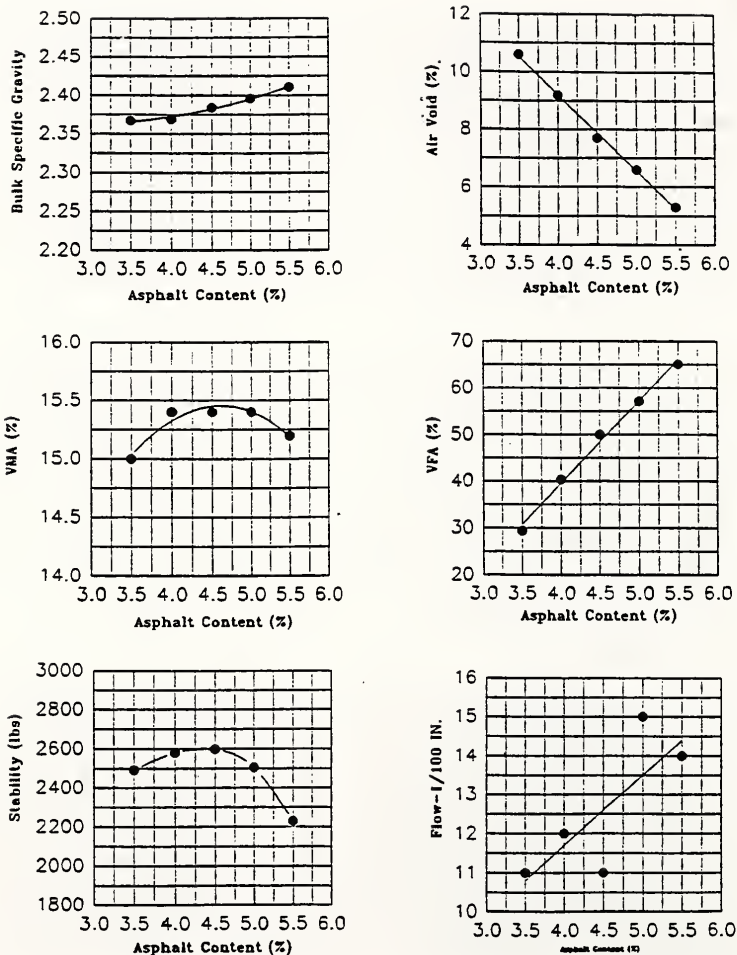 Bulk Specific Gravity
2.50
2.45
2.40
2.35
2.30
2.25
2.20
3.0 3.5 4.0 4.5 5.0 5.5 6.0
Asphalt Content (%)
Air Void (%)
12
10
8
6
4
3.0 3.5 4.0 4.5 5.0 5.5 6.0
Asphalt Content (%)
VMA (%)
16.0
15.5
15.0
14.5
14.0
3.0 3.5 4.0 4.5 5.0 5.5 6.0
Asphalt Content (%)
VFA (%)
70
60
50
40
30
20
3.0 3.5 4.0 4.5 5.0 5.5 6.0
Asphalt Content (%)
Stability (lbs)
3000
2800
2600
2400
2200
2000
1800
3.0 3.5 4.0 4.5 5.0 5.5 6.0
Asphalt Content (%)
Flow-1/100 IN.
16
15
14
13
12
11
10
3.0 3.5 4.0 4.5 5.0 5.5 6.0
Asphalt Content (%)